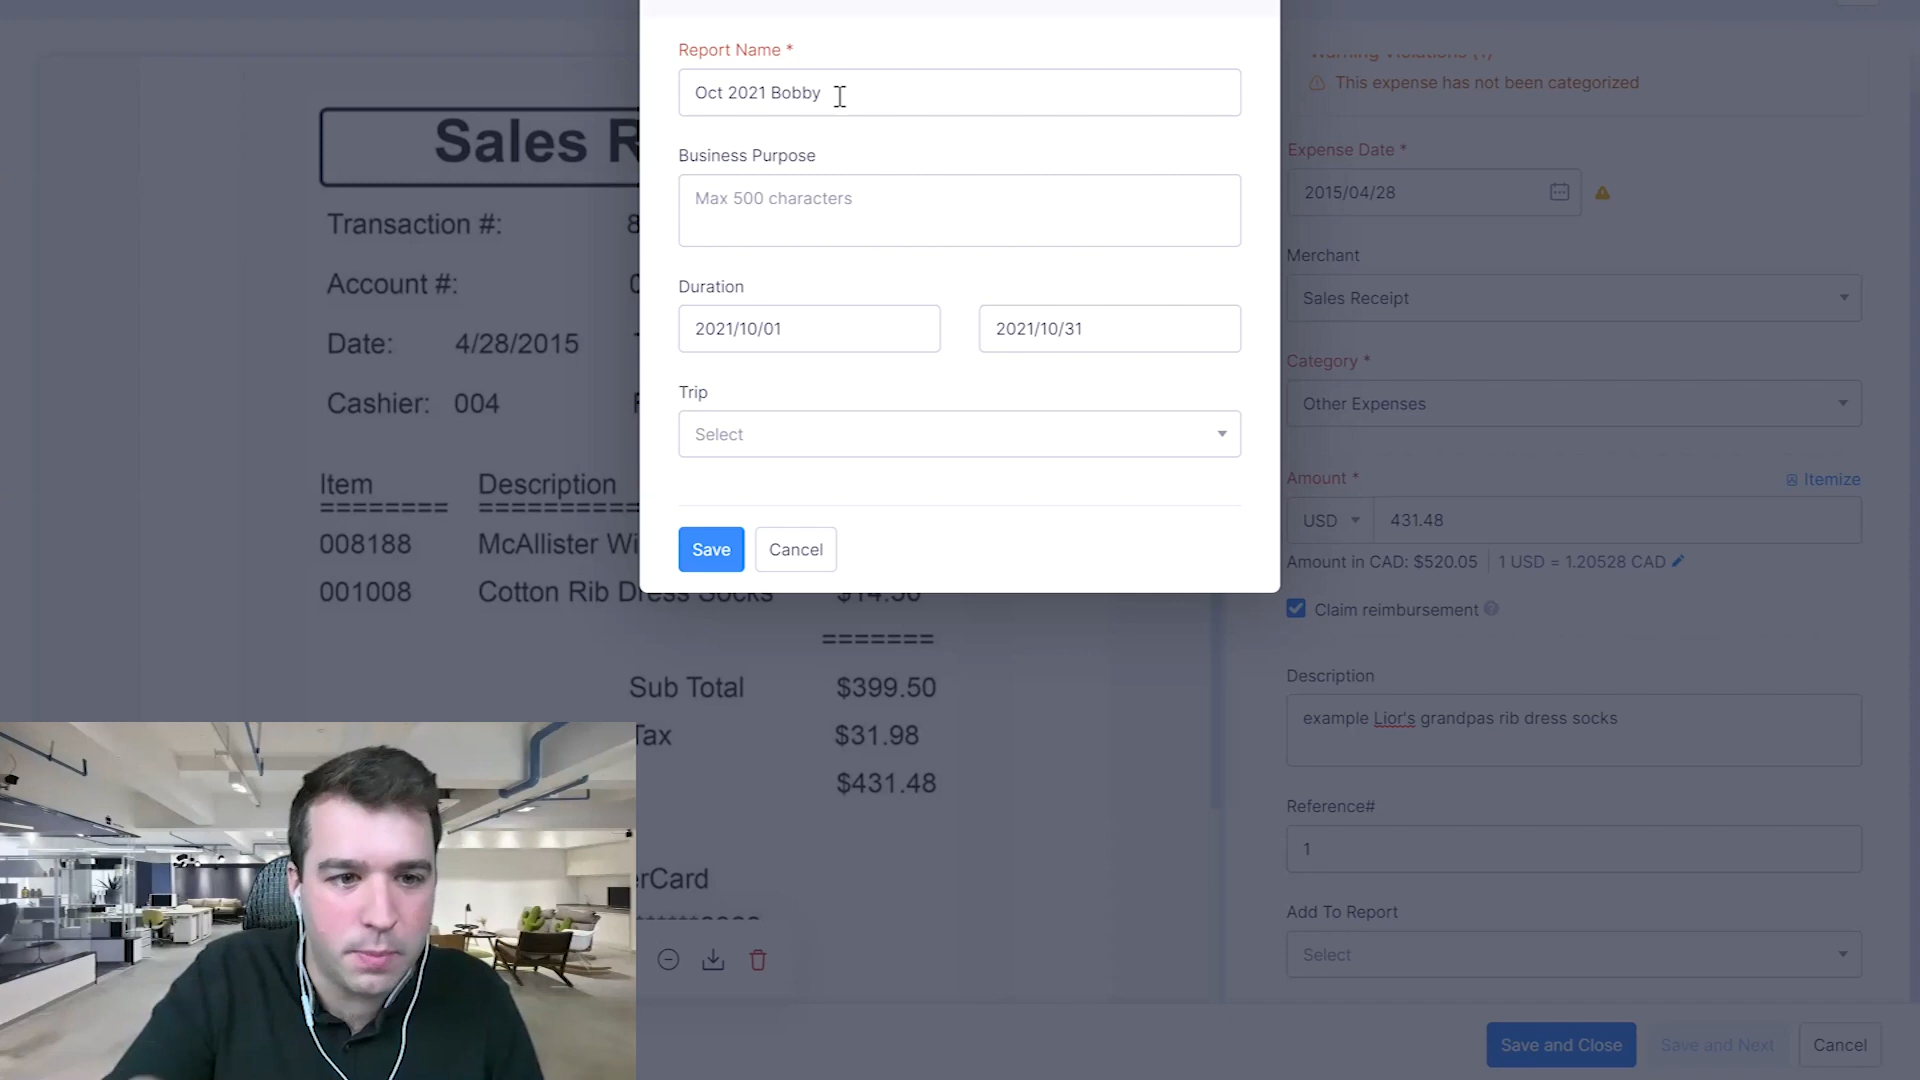 Report Name *
Oct 2021 Bobby
Business Purpose
Max 500 characters
Duration
2021/10/01 2021/10/31
Trip
Select
Save Cancel
Sales R
Transaction #: 8
Account #:
Date: 4/28/2015
Cashier: 004
Item Description
======== ==========
008188 McAllister Wi
001008 Cotton Rib Dress Socks $14.50
=======
Sub Total $399.50
Tax $31.98
$431.48
erCard
This expense has not been categorized
Expense Date *
2015/04/28
Merchant
Sales Receipt
Category *
Other Expenses
Amount * Itemize
USD 431.48
Amount in CAD: $520.05 1 USD = 1.20528 CAD
Claim reimbursement
Description
example Lior's grandpas rib dress socks
Reference#
1
Add To Report
Select
Save and Close Save and Next Cancel